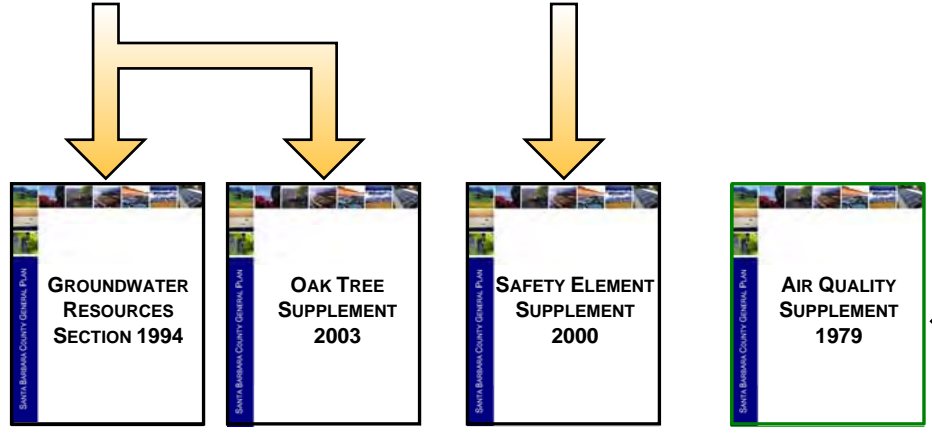 GROUNDWATER
RESOURCES
SECTION 1994
SANTA BARBARA COUNTY GENERAL PLAN
OAK TREE
SUPPLEMENT
2003
SANTA BARBARA COUNTY GENERAL PLAN
SAFETY ELEMENT
SUPPLEMENT
2000
SANTA BARBARA COUNTY GENERAL PLAN
AIR QUALITY
SUPPLEMENT
1979
SANTA BARBARA COUNTY GENERAL PLAN